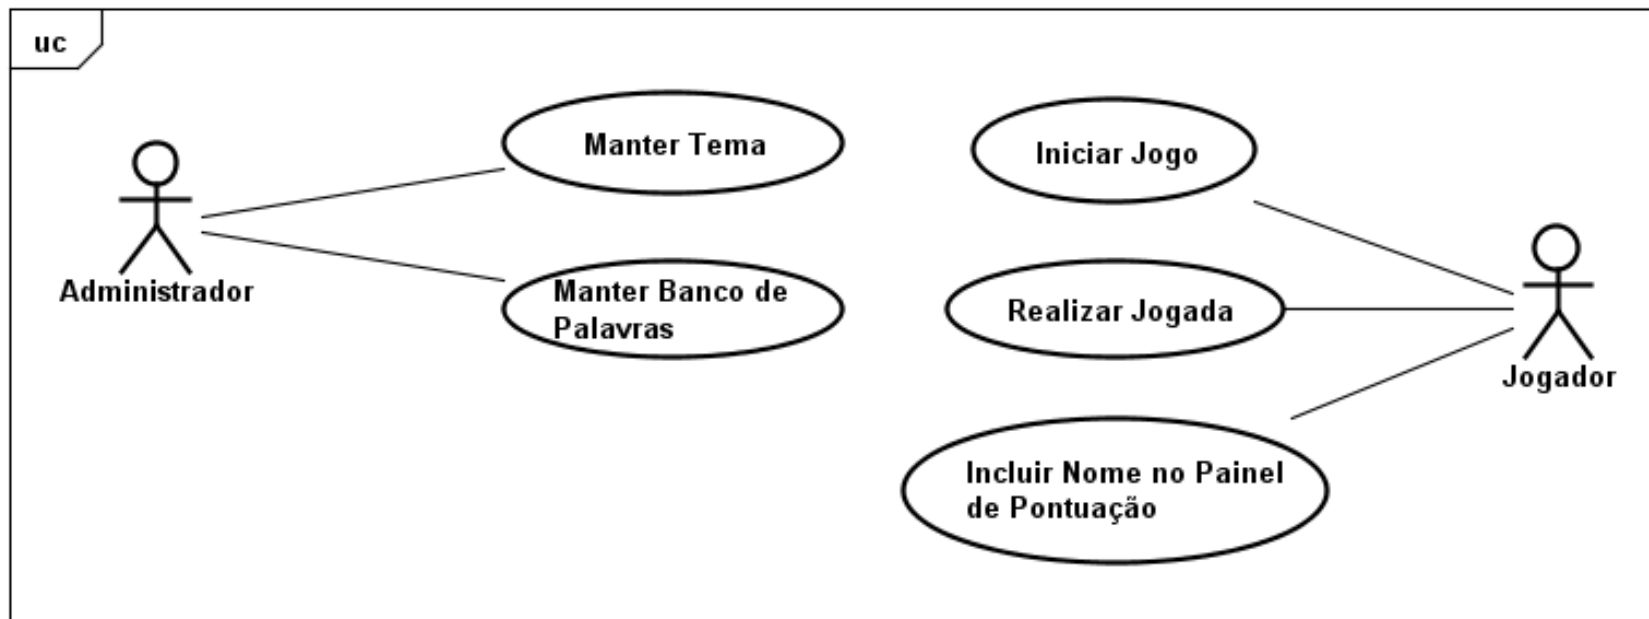 uc
Manter Tema
Iniciar Jogo
Administrador
Manter Banco de
Palavras
Realizar Jogada
Jogador
Incluir Nome no Painel
de Pontuação